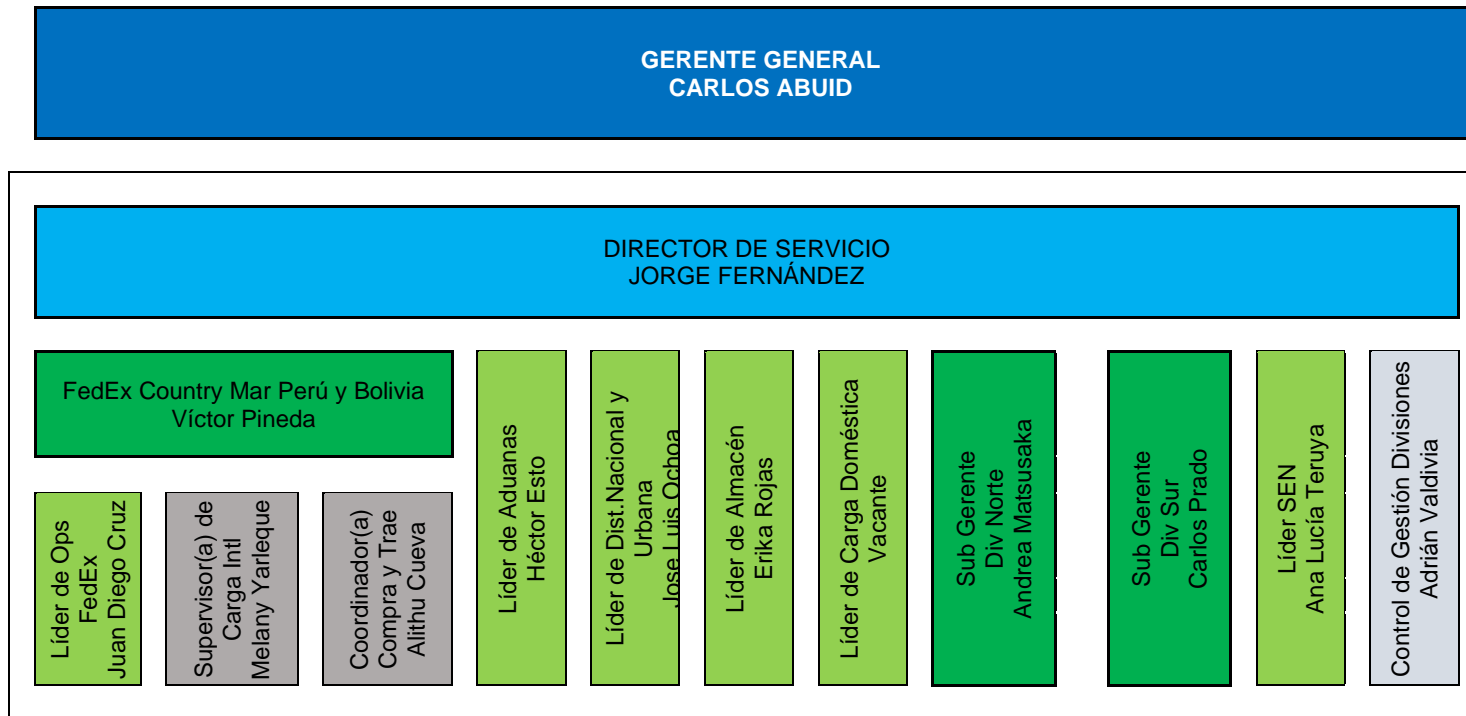 GERENTE GENERAL
CARLOS ABUID
DIRECTOR DE SERVICIO
JORGE FERNÁNDEZ
FedEx Country Mar Perú y Bolivia
Víctor Pineda
Líder de Ops
FedEx
Juan Diego Cruz
Supervisor(a) de
Carga Intl
Melany Yarleque
Coordinador(a)
Compra y Trae
Alithu Cueva
Líder de Aduanas
Héctor Esto
Líder de Dist.Nacional y
Urbana
Jose Luis Ochoa
Líder de Almacén
Erika Rojas
Líder de Carga Doméstica
Vacante
Sub Gerente
Div Norte
Andrea Matsusaka
Sub Gerente
Div Sur
Carlos Prado
Líder SEN
Ana Lucía Teruya
Control de Gestión Divisiones
Adrián Valdivia